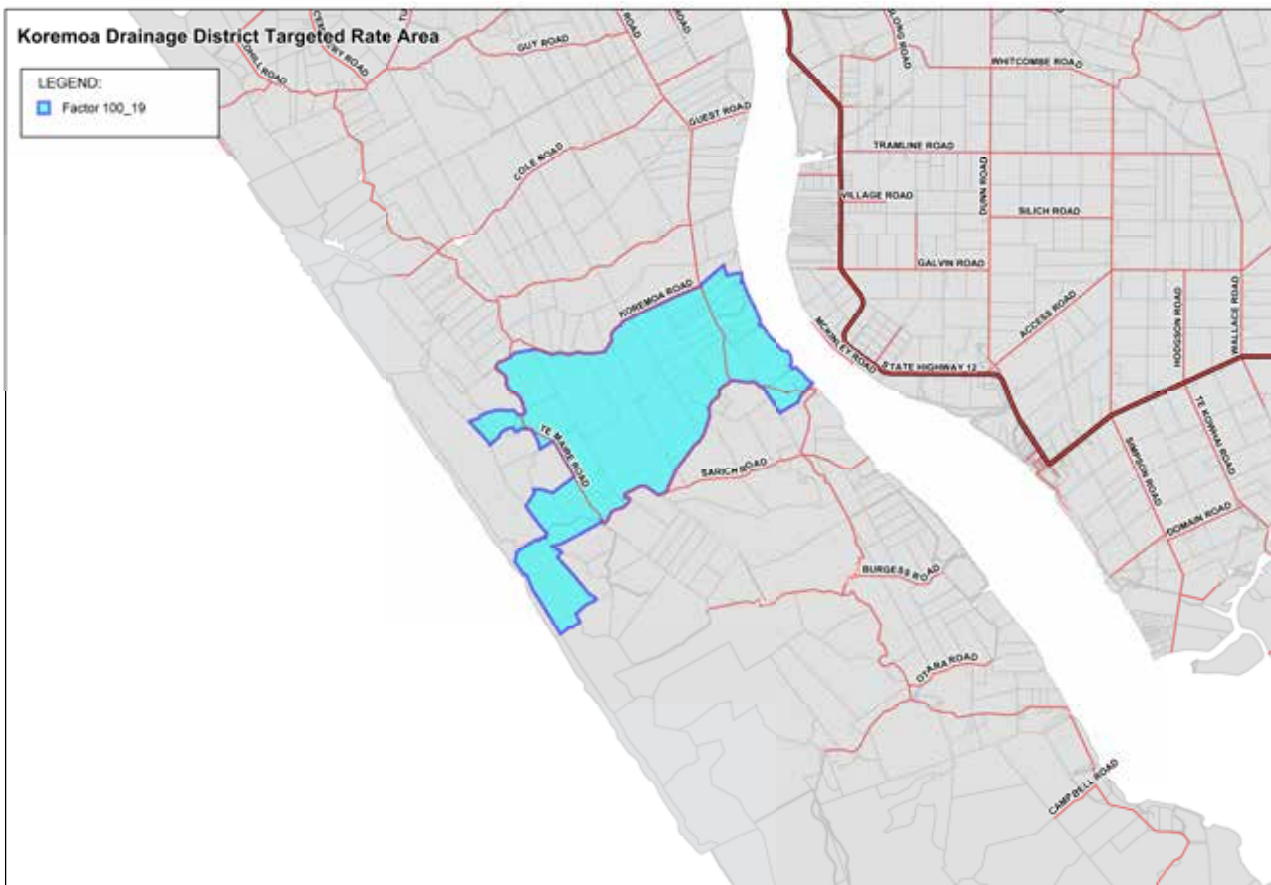 Koremoa Drainage District Targeted Rate Area
LEGEND:
Factor 100_19
GUY ROAD
ROAD
ROAD
WHITCOMBE ROAD
GUEST ROAD
COLE ROAD
TRAMLINE ROAD
DUNN ROAD
VILLAGE ROAD
SILICH ROAD
GALVIN ROAD
KOREMOA ROAD
ACCESS ROAD
HODGSON ROAD
WALLACE ROAD
MCKINLEY ROAD
STATE HIGHWAY 12
TE MAIRE ROAD
SARICH ROAD
SIMPSON ROAD
TE KOWHAI ROAD
DOMAIN ROAD
BURGESS ROAD
OTARA ROAD
CAMPBELL ROAD